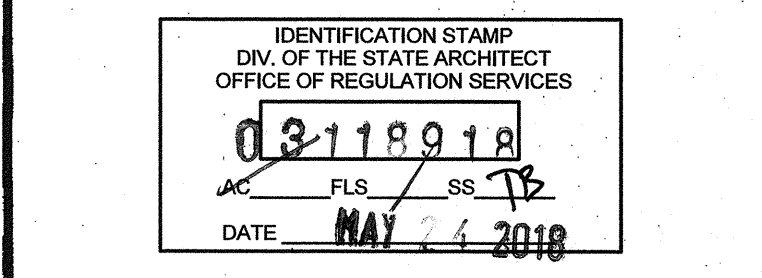 IDENTIFICATION STAMP
DIV. OF THE STATE ARCHITECT
OFFICE OF REGULATION SERVICES
03118918
AC FLS SS TB
DATE MAY 24 2018